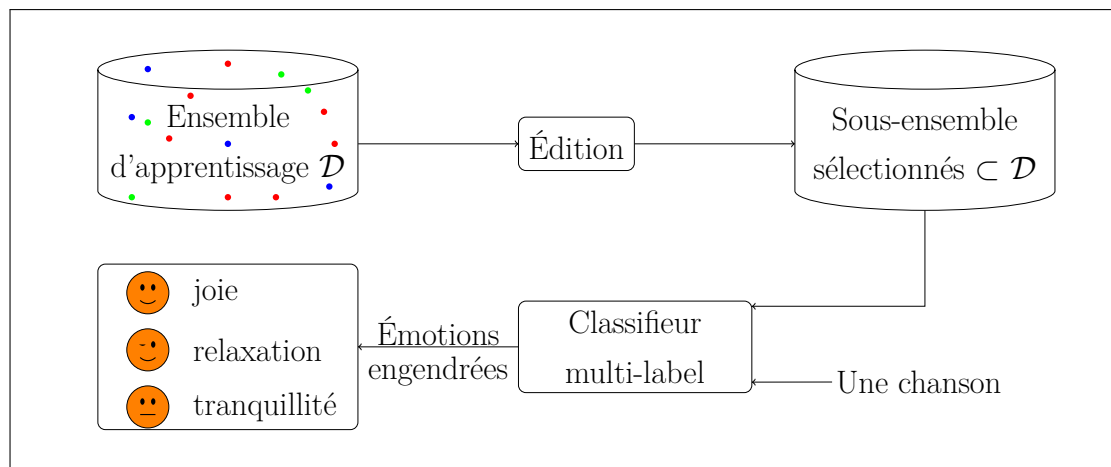 Ensemble
d'apprentissage 𝒟
Édition
Sous-ensemble
sélectionnés ⊂ 𝒟
joie
relaxation
tranquillité
Émotions
engendrées
Classifieur
multi-label
Une chanson